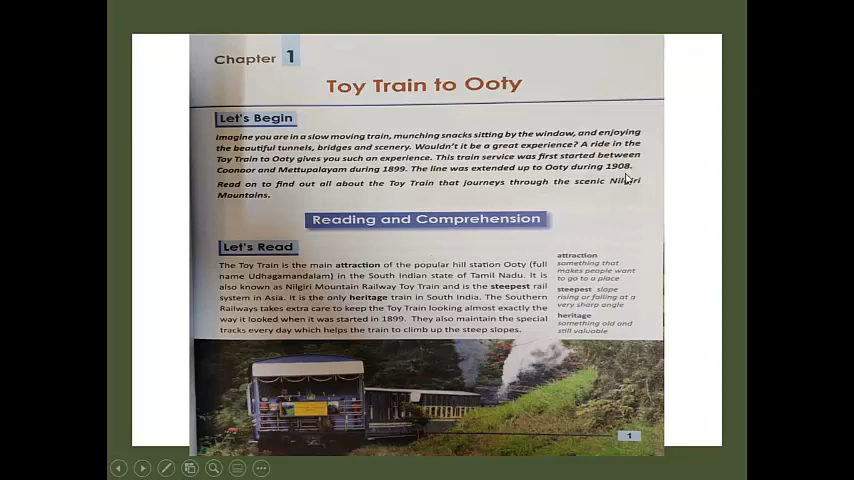 Chapter 1
Toy Train to Ooty
Let's Begin
Imagine you are in a slow moving train, munching snacks sitting by the window, and enjoying
the beautiful tunnels, bridges and scenery. Wouldn't it be a great experience? A ride in the
Toy Train to Ooty gives you such an experience. This train service was first started between
Coonoor and Mettupalayam during 1899. The line was extended up to Ooty during 1908.
Read on to find out all about the Toy Train that journeys through the scenic Nilgiri
Mountains.
Reading and Comprehension
Let's Read
The Toy Train is the main attraction of the popular hill station Ooty (full
name Udhagamandalam) in the South Indian state of Tamil Nadu. It is
also known as Nilgiri Mountain Railway Toy Train and is the steepest rail
system in Asia. It is the only heritage train in South India. The Southern
Railways takes extra care to keep the Toy Train looking almost exactly the
way it looked when it was started in 1899. They also maintain the special
tracks every day which helps the train to climb up the steep slopes.
attraction
something that
makes people want
to go to a place
steepest slope
rising or falling at a
very sharp angle
heritage
something old and
still valuable
1